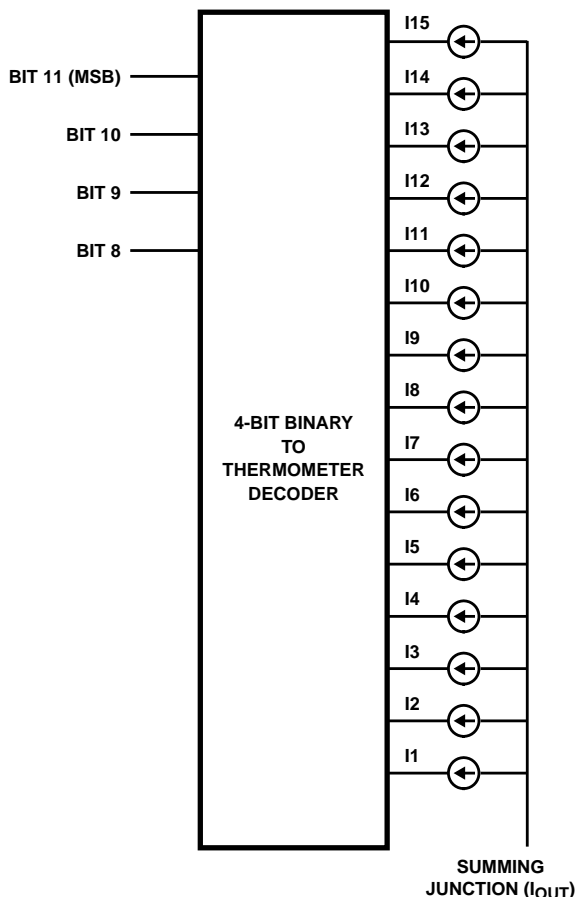 BIT 11 (MSB)
BIT 10
BIT 9
BIT 8
4-BIT BINARY
TO
THERMOMETER
DECODER
I15
I14
I13
I12
I11
I10
I9
I8
I7
I6
I5
I4
I3
I2
I1
SUMMING
JUNCTION (IOUT)